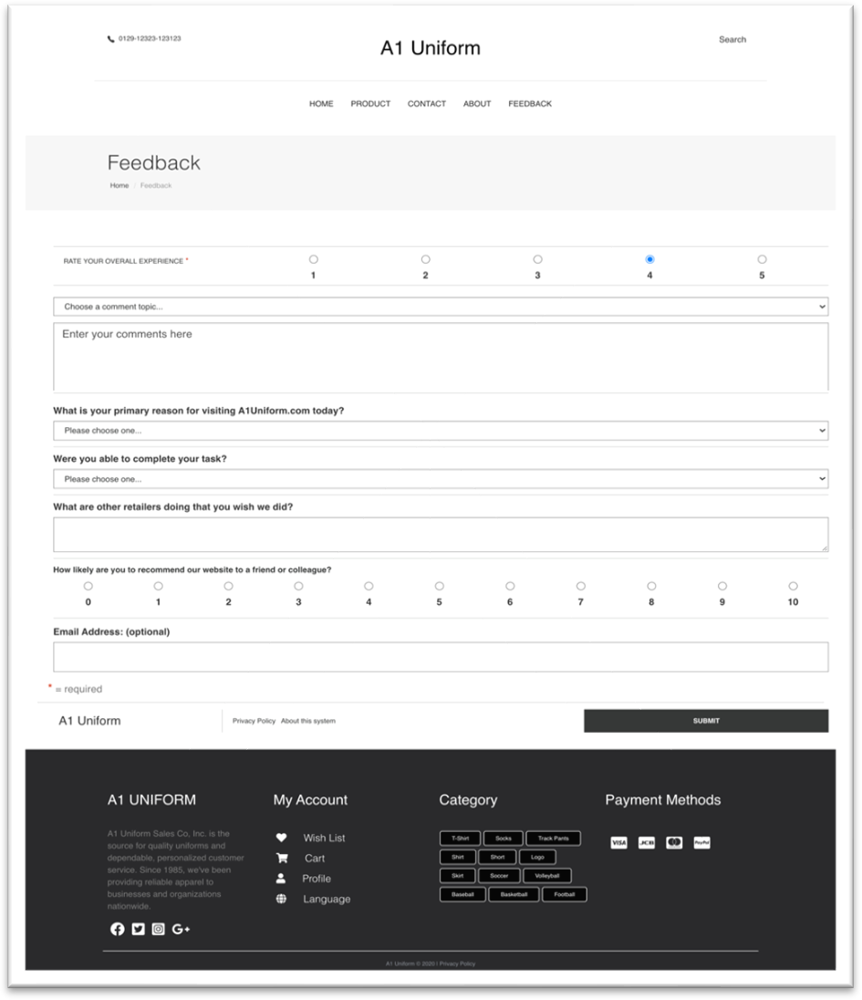 0129-12323-123123
A1 Uniform
Search
HOME PRODUCT CONTACT ABOUT FEEDBACK
Feedback
Home / Feedback
RATE YOUR OVERALL EXPERIENCE *
1 2 3 4 5
Choose a comment topic...
Enter your comments here
What is your primary reason for visiting A1Uniform.com today?
Please choose one...
Were you able to complete your task?
Please choose one...
What are other retailers doing that you wish we did?
How likely are you to recommend our website to a friend or colleague?
0 1 2 3 4 5 6 7 8 9 10
Email Address: (optional)
* = required
A1 Uniform
Privacy Policy About this system
SUBMIT
A1 UNIFORM
A1 Uniform Sales Co, Inc. is the
source for quality uniforms and
dependable, personalized customer
service. Since 1985, we've been
providing reliable apparel to
businesses and organizations
nationwide.
G+
My Account
Wish List
Cart
Profile
Language
Category
T-Shirt Socks Track Pants
Shirt Short Logo
Skirt Soccer Volleyball
Baseball Basketball Football
Payment Methods
VISA JCB PayPal
A1 Uniform © 2020 | Privacy Policy